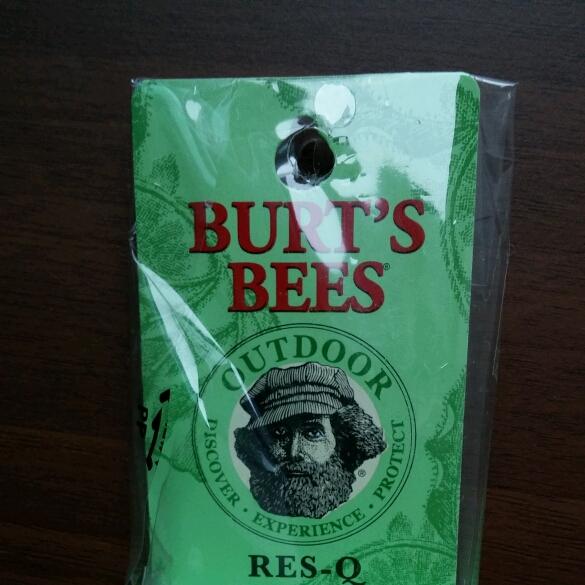 BURT'S
BEES®
OUTDOOR
DISCOVER · EXPERIENCE · PROTECT
®
RES-Q